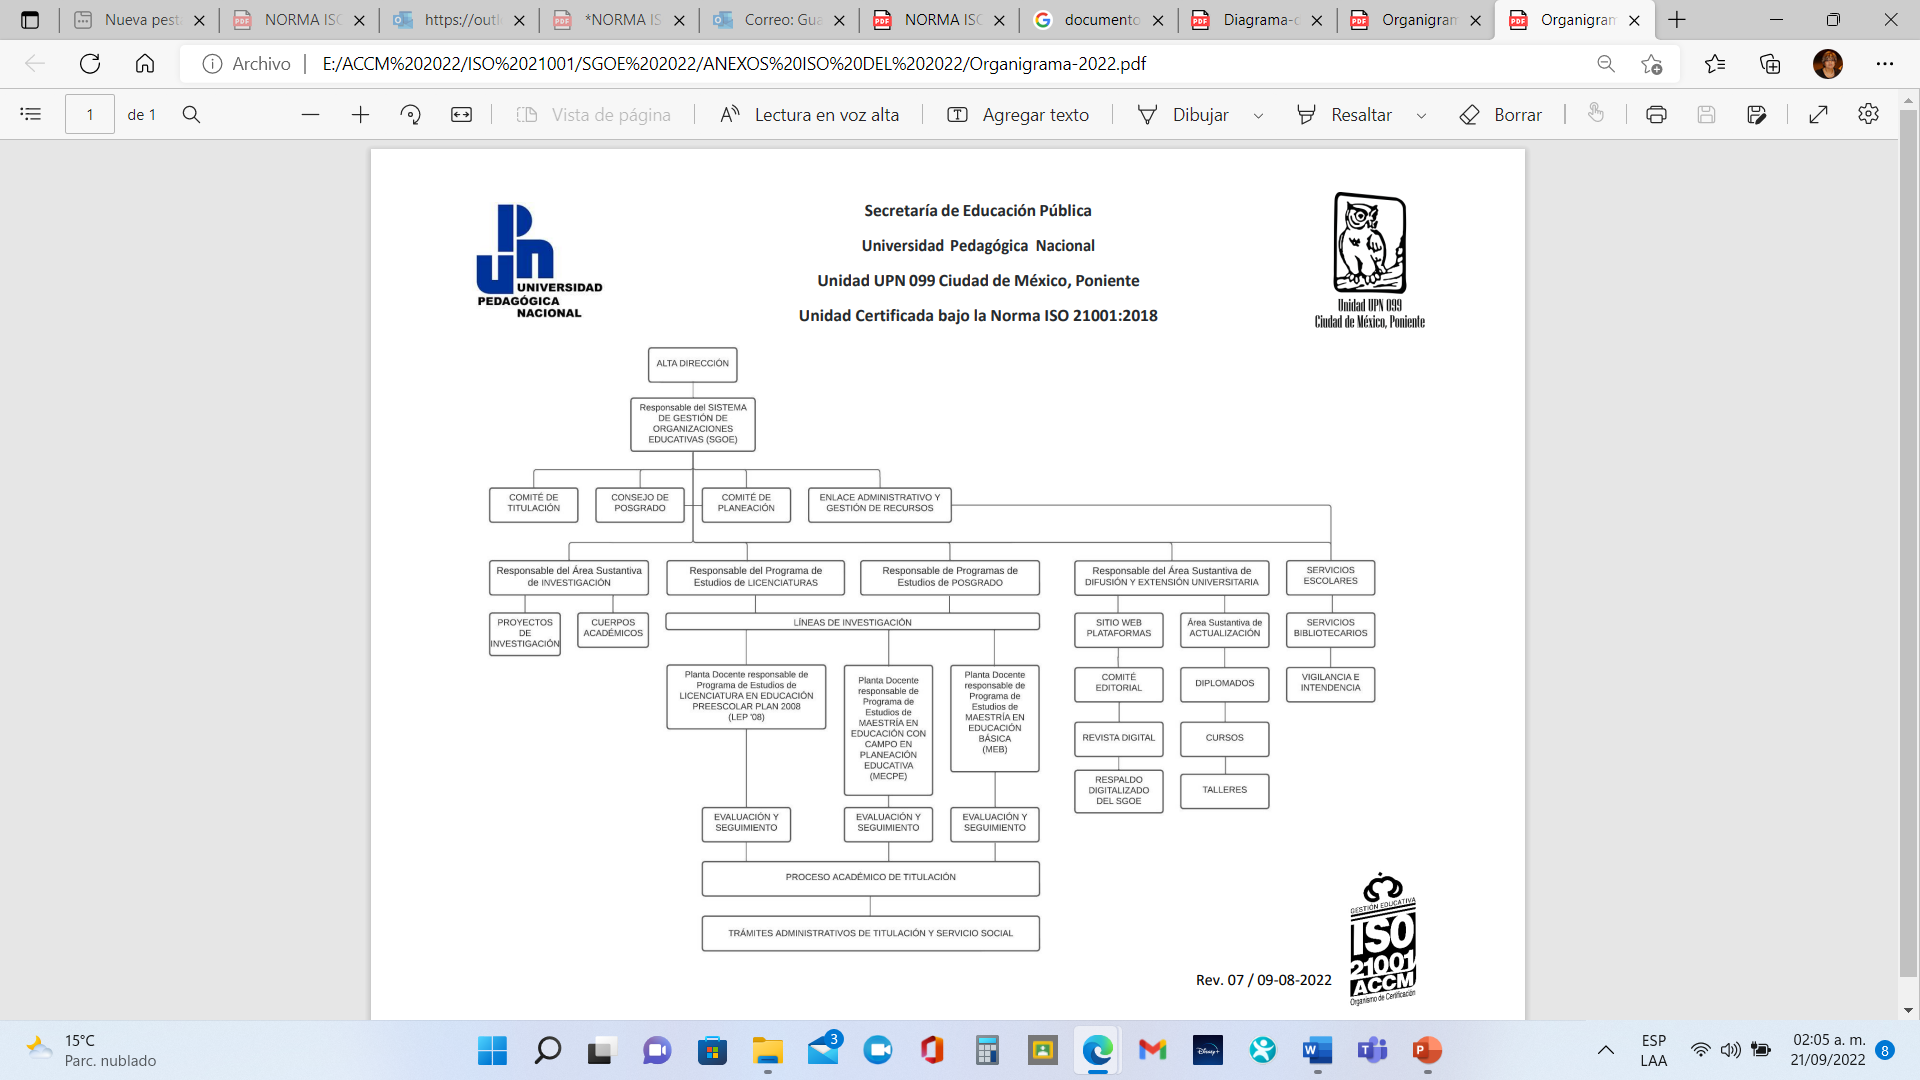 Nueva pest
NORMA ISO
https://outl
*NORMA IS
Correo: Gua
NORMA ISO
documento
Diagrama-d
Organigram
Organigram
Archivo
E:/ACCM%202022/ISO%2021001/SGOE%202022/ANEXOS%20ISO%20DEL%202022/Organigrama-2022.pdf
1
de 1
Vista de página
Lectura en voz alta
Agregar texto
Dibujar
Resaltar
Borrar
UNIVERSIDAD
PEDAGÓGICA
NACIONAL
Secretaría de Educación Pública
Universidad Pedagógica Nacional
Unidad UPN 099 Ciudad de México, Poniente
Unidad Certificada bajo la Norma ISO 21001:2018
Unidad UPN 099
Ciudad de México, Poniente
ALTA DIRECCIÓN
Responsable del SISTEMA
DE GESTIÓN DE
ORGANIZACIONES
EDUCATIVAS (SGOE)
COMITÉ DE
TITULACIÓN
CONSEJO DE
POSGRADO
COMITÉ DE
PLANEACIÓN
ENLACE ADMINISTRATIVO Y
GESTIÓN DE RECURSOS
Responsable del Área Sustantiva
de INVESTIGACIÓN
Responsable del Programa de
Estudios de LICENCIATURAS
Responsable de Programas de
Estudios de POSGRADO
Responsable del Área Sustantiva de
DIFUSIÓN Y EXTENSIÓN UNIVERSITARIA
SERVICIOS
ESCOLARES
PROYECTOS
DE
INVESTIGACIÓN
CUERPOS
ACADÉMICOS
LÍNEAS DE INVESTIGACIÓN
SITIO WEB
PLATAFORMAS
Área Sustantiva de
ACTUALIZACIÓN
SERVICIOS
BIBLIOTECARIOS
Planta Docente responsable de
Programa de Estudios de
LICENCIATURA EN EDUCACIÓN
PREESCOLAR PLAN 2008
(LEP '08)
Planta Docente
responsable de
Programa de
Estudios de
MAESTRÍA EN
EDUCACIÓN CON
CAMPO EN
PLANEACIÓN
EDUCATIVA
(MECPE)
Planta Docente
responsable de
Programa de
Estudios de
MAESTRÍA EN
EDUCACIÓN
BÁSICA
(MEB)
COMITÉ
EDITORIAL
DIPLOMADOS
VIGILANCIA E
INTENDENCIA
REVISTA DIGITAL
CURSOS
RESPALDO
DIGITALIZADO
DEL SGOE
TALLERES
EVALUACIÓN Y
SEGUIMIENTO
EVALUACIÓN Y
SEGUIMIENTO
EVALUACIÓN Y
SEGUIMIENTO
PROCESO ACADÉMICO DE TITULACIÓN
TRÁMITES ADMINISTRATIVOS DE TITULACIÓN Y SERVICIO SOCIAL
GESTIÓN EDUCATIVA
ISO
21001
ACCM
Organismo de Certificación
Rev. 07 / 09-08-2022
15°C
Parc. nublado
3
ESP
LAA
02:05 a. m.
21/09/2022
8